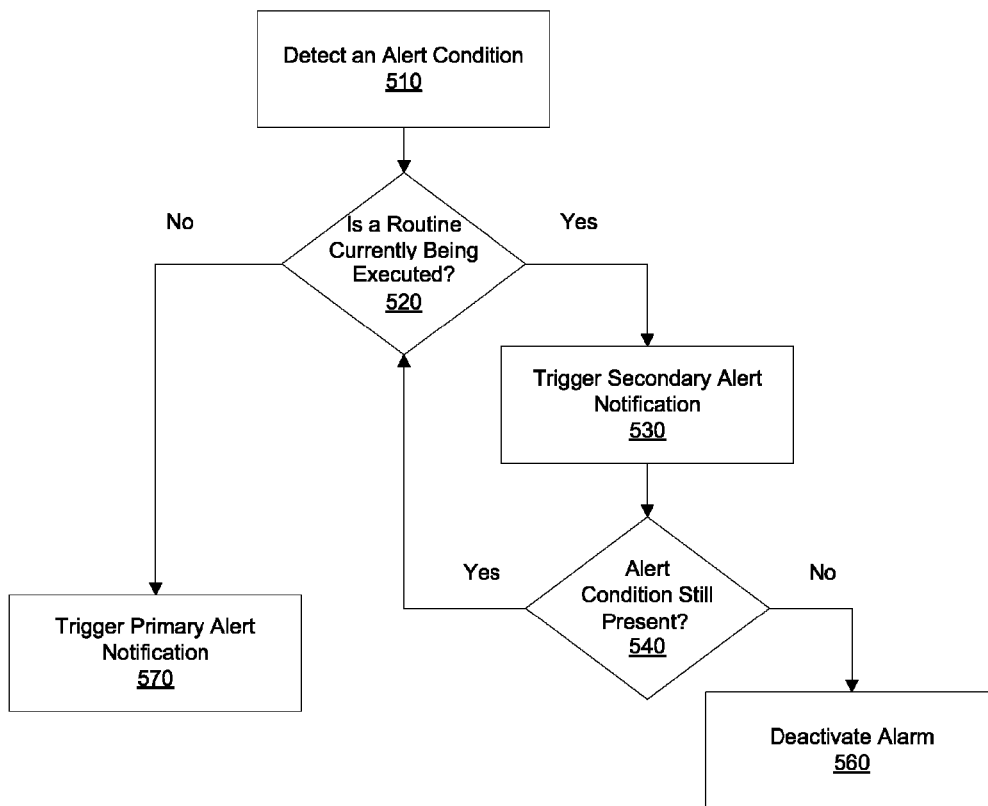 Detect an Alert Condition
510
No
Is a Routine
Currently Being
Executed?
520
Yes
Trigger Secondary Alert
Notification
530
Yes
Alert
Condition Still
Present?
540
No
Trigger Primary Alert
Notification
570
Deactivate Alarm
560